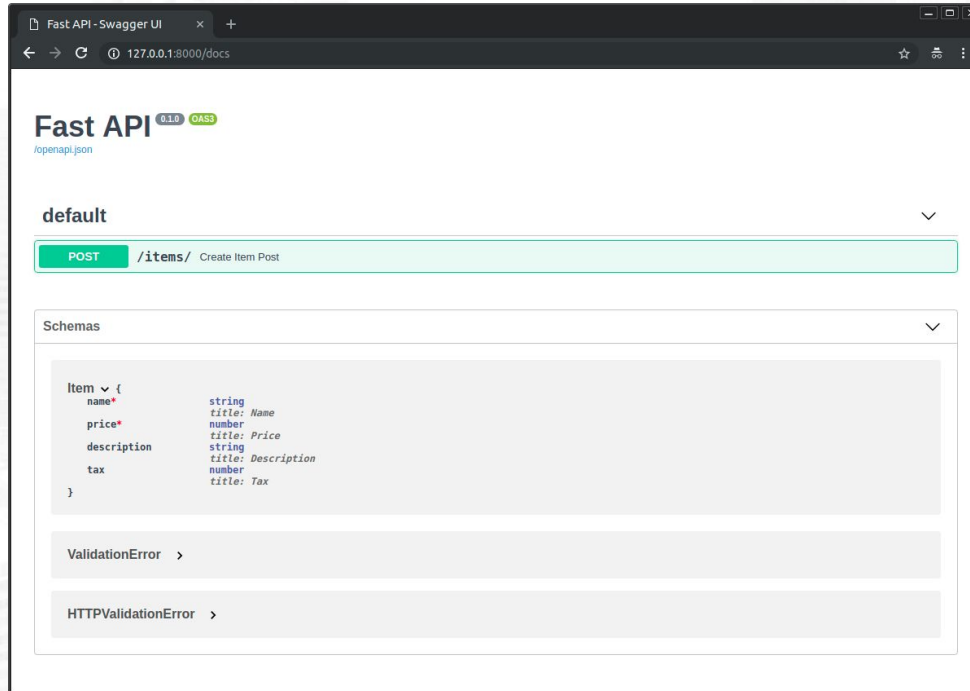 Fast API - Swagger UI
127.0.0.1:8000/docs
Fast API 0.1.0 OAS3
/openapi.json
default
POST /items/ Create Item Post
Schemas
Item {
name* string
title: Name
price* number
title: Price
description string
title: Description
tax number
title: Tax
}
ValidationError
HTTPValidationError